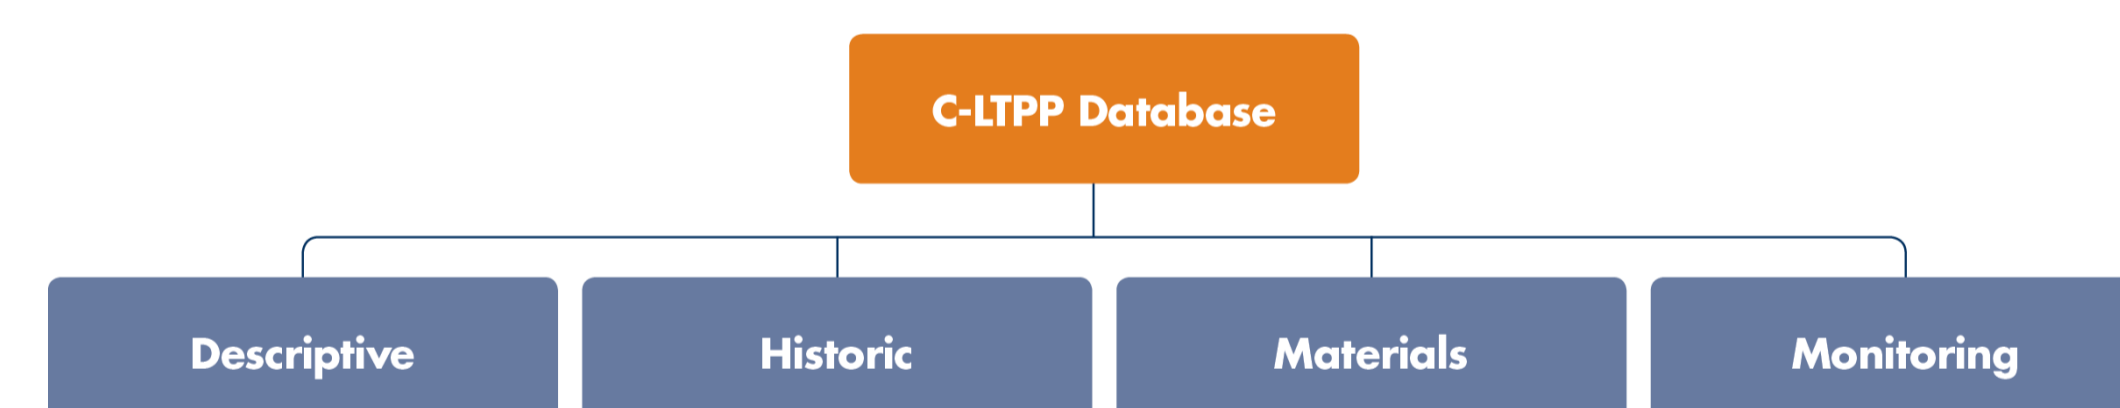 C-LTPP Database
Descriptive
Historic
Materials
Monitoring